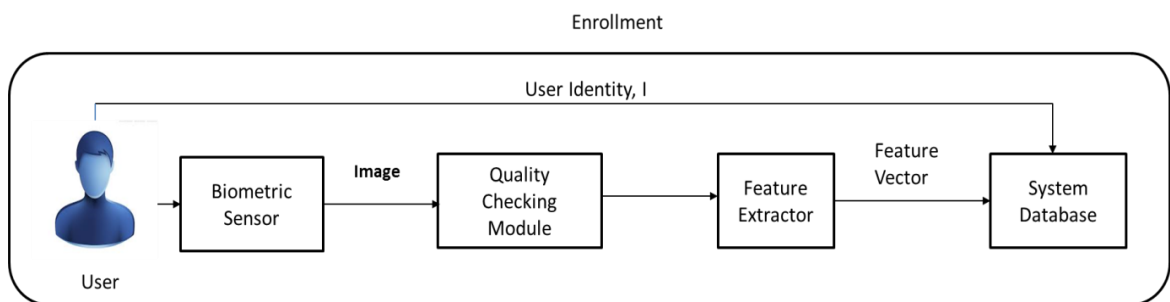 Enrollment
User Identity, I
Biometric
Sensor
Image
Quality
Checking
Module
Feature
Extractor
Feature
Vector
System
Database
User